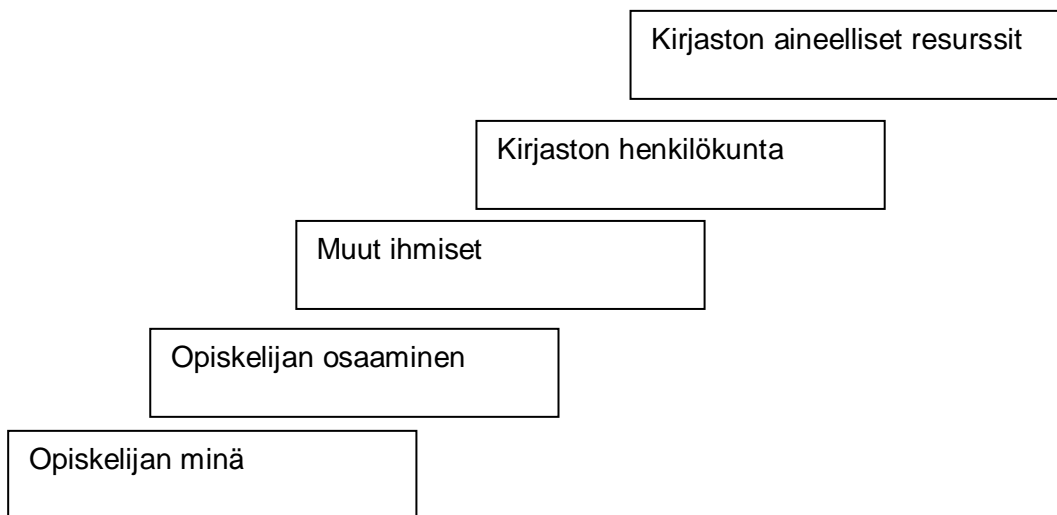 Kirjaston aineelliset resurssit
Kirjaston henkilökunta
Muut ihmiset
Opiskelijan osaaminen
Opiskelijan minä